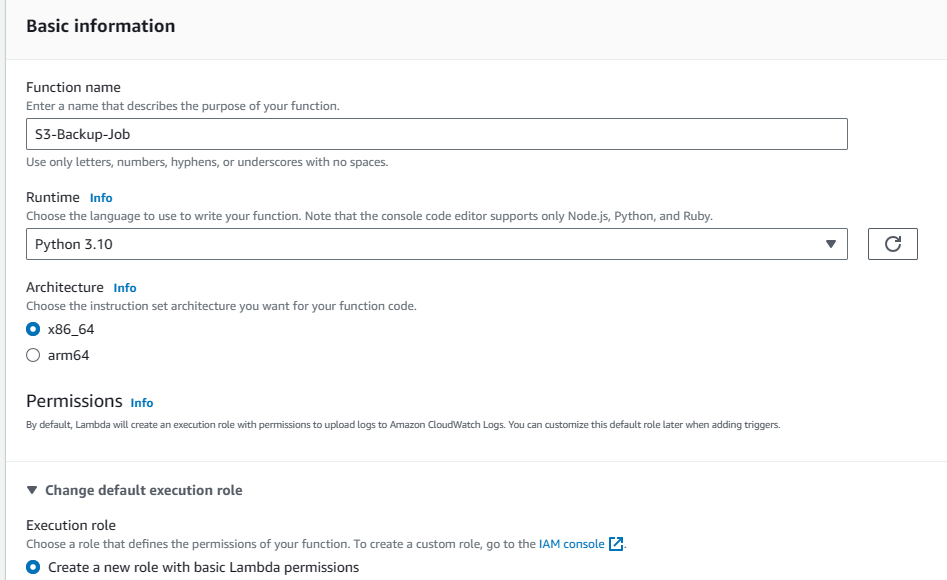 Basic information
Function name
Enter a name that describes the purpose of your function.
S3-Backup-Job
Use only letters, numbers, hyphens, or underscores with no spaces.
Runtime Info
Choose the language to use to write your function. Note that the console code editor supports only Node.js, Python, and Ruby.
Python 3.10
Architecture Info
Choose the instruction set architecture you want for your function code.
x86_64
arm64
Permissions Info
By default, Lambda will create an execution role with permissions to upload logs to Amazon CloudWatch Logs. You can customize this default role later when adding triggers.
Change default execution role
Execution role
Choose a role that defines the permissions of your function. To create a custom role, go to the IAM console.
Create a new role with basic Lambda permissions